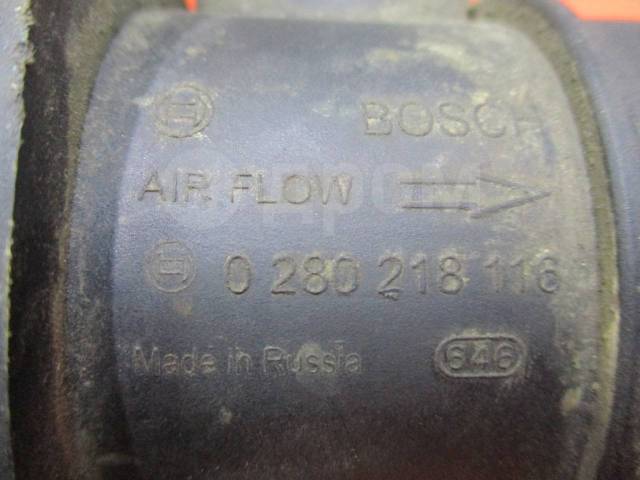 BOSCH
AIR FLOW
0 280 218 116
Made in Russia 646